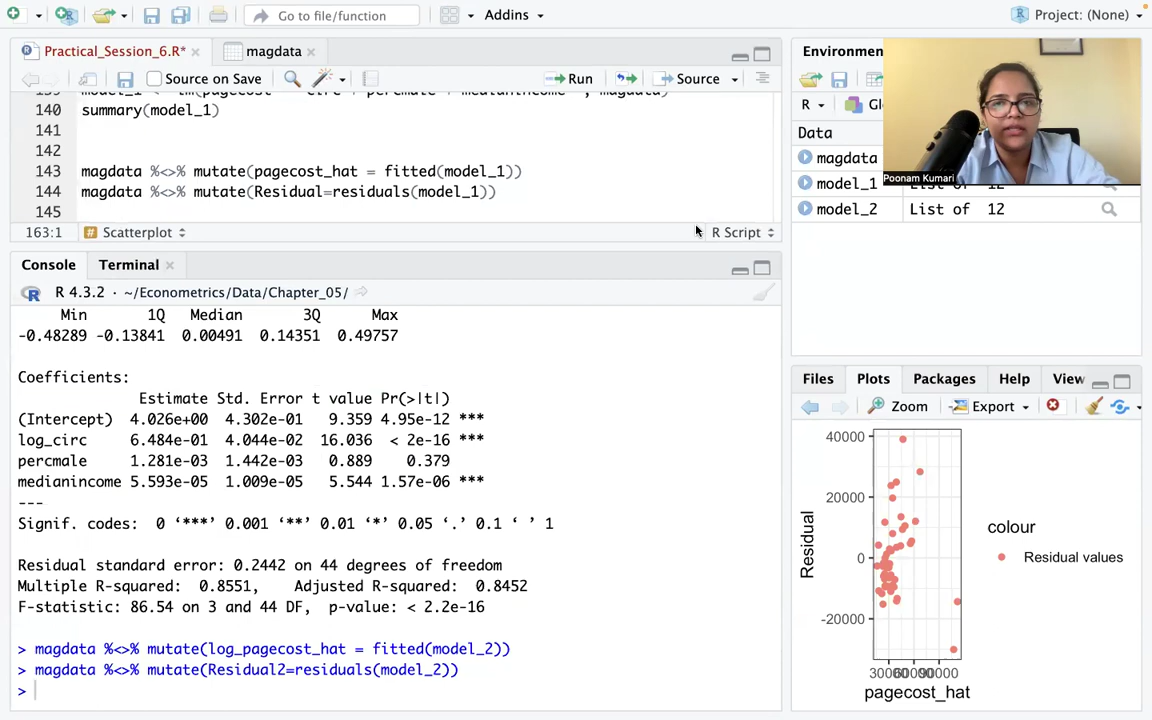 Go to file/function
Addins
Project: (None)
Practical_Session_6.R*
magdata
Source on Save
Run
Source
140 summary(model_1)
141
142
143 magdata %<>% mutate(pagecost_hat = fitted(model_1))
144 magdata %<>% mutate(Residual=residuals(model_1))
145
163:1 # Scatterplot
R Script
Console
Terminal
R 4.3.2 · ~/Econometrics/Data/Chapter_05/
Min 1Q Median 3Q Max
-0.48289 -0.13841 0.00491 0.14351 0.49757
Coefficients:
Estimate Std. Error t value Pr(>|t|)
(Intercept) 4.026e+00 4.302e-01 9.359 4.95e-12 ***
log_circ 6.484e-01 4.044e-02 16.036 < 2e-16 ***
percmale 1.281e-03 1.442e-03 0.889 0.379
medianincome 5.593e-05 1.009e-05 5.544 1.57e-06 ***
---
Signif. codes: 0 ‘***’ 0.001 ‘**’ 0.01 ‘*’ 0.05 ‘.’ 0.1 ‘ ’ 1
Residual standard error: 0.2442 on 44 degrees of freedom
Multiple R-squared: 0.8551, Adjusted R-squared: 0.8452
F-statistic: 86.54 on 3 and 44 DF, p-value: < 2.2e-16
> magdata %<>% mutate(log_pagecost_hat = fitted(model_2))
> magdata %<>% mutate(Residual2=residuals(model_2))
>
Environmen
R
Data
magdata
model_1 List of 12
model_2 List of 12
Poonam Kumari
Files
Plots
Packages
Help
View
Zoom
Export
40000
20000
0
-20000
Residual
pagecost_hat
colour
Residual values